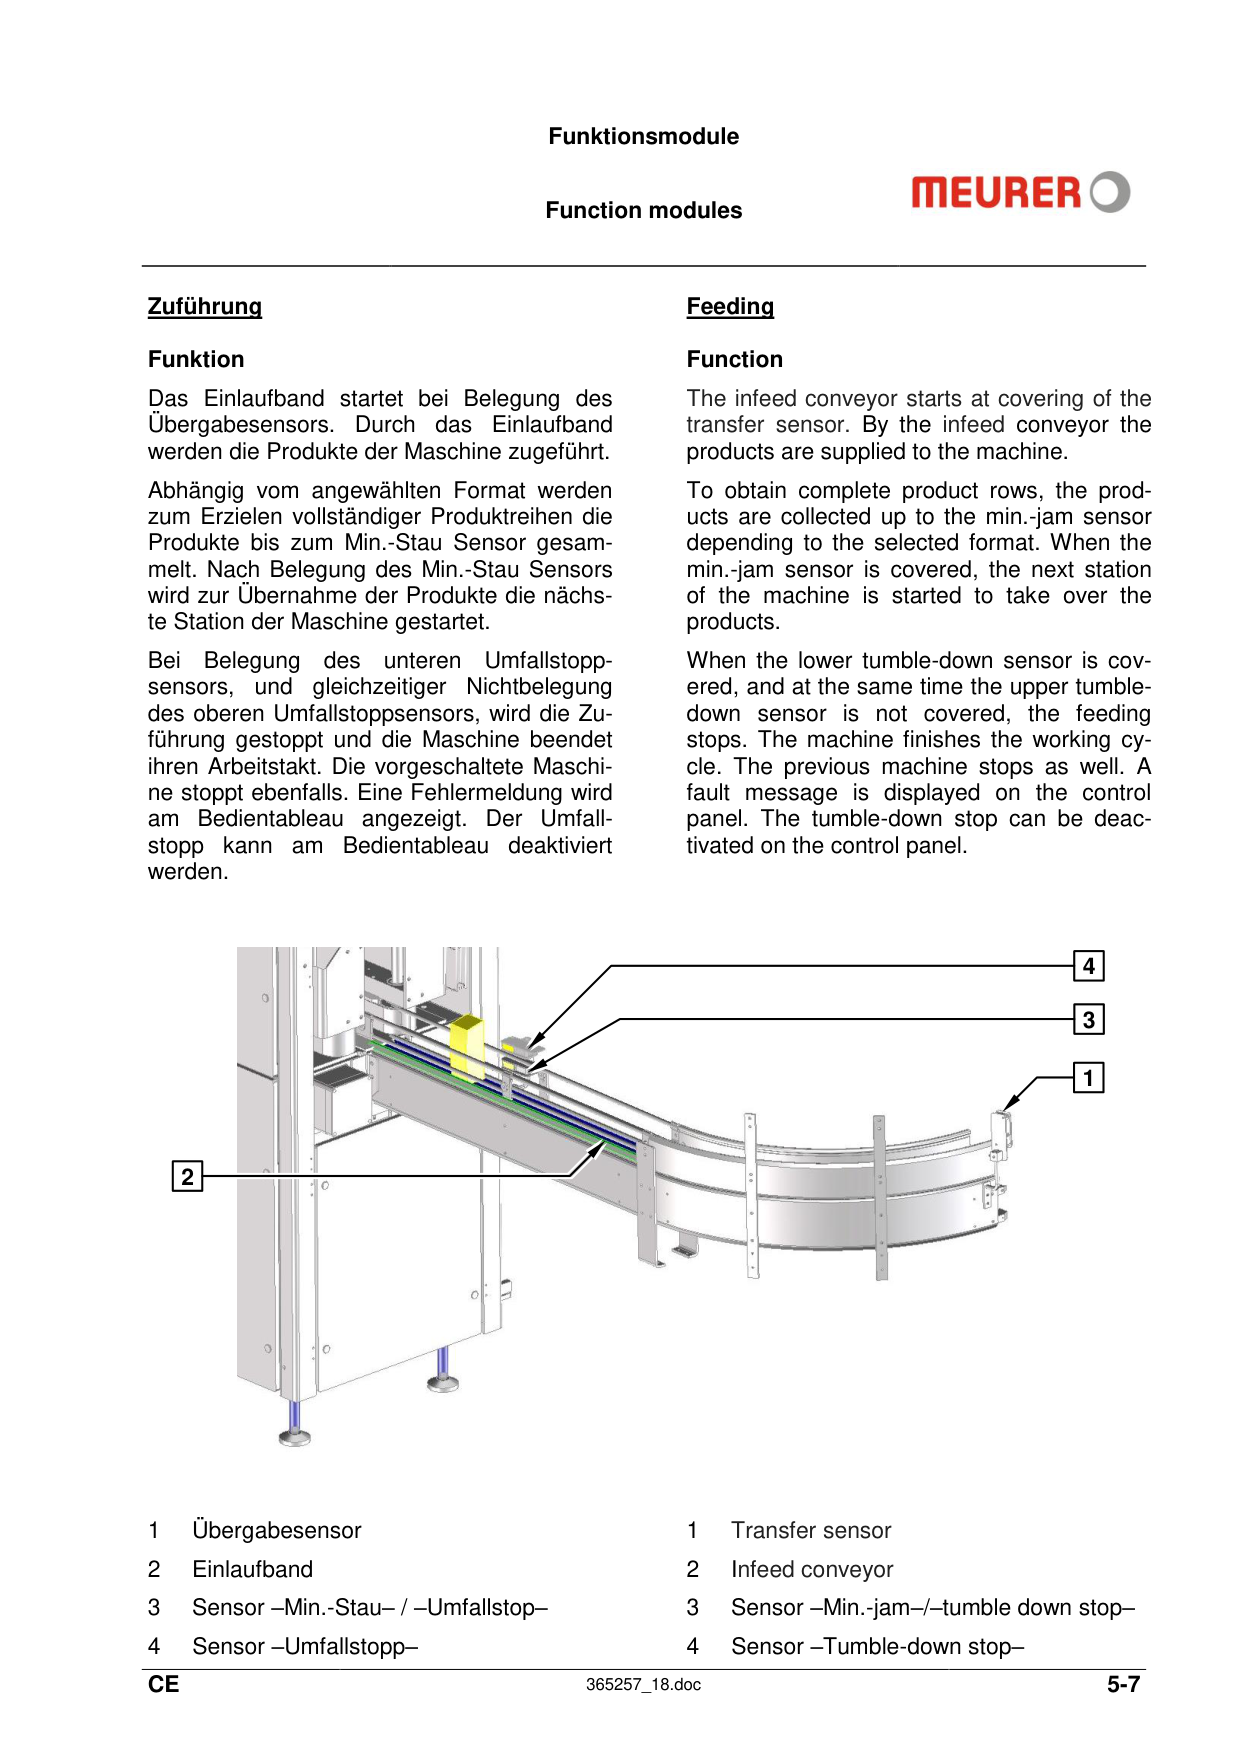 Funktionsmodule
Function modules
MEURER
Zuführung
Funktion
Das Einlaufband startet bei Belegung des
Übergabesensors. Durch das Einlaufband
werden die Produkte der Maschine zugeführt.
Abhängig vom angewählten Format werden
zum Erzielen vollständiger Produktreihen die
Produkte bis zum Min.-Stau Sensor gesam-
melt. Nach Belegung des Min.-Stau Sensors
wird zur Übernahme der Produkte die nächs-
te Station der Maschine gestartet.
Bei Belegung des unteren Umfallstopp-
sensors, und gleichzeitiger Nichtbelegung
des oberen Umfallstoppsensors, wird die Zu-
führung gestoppt und die Maschine beendet
ihren Arbeitstakt. Die vorgeschaltete Maschi-
ne stoppt ebenfalls. Eine Fehlermeldung wird
am Bedientableau angezeigt. Der Umfall-
stopp kann am Bedientableau deaktiviert
werden.
Feeding
Function
The infeed conveyor starts at covering of the
transfer sensor. By the infeed conveyor the
products are supplied to the machine.
To obtain complete product rows, the prod-
ucts are collected up to the min.-jam sensor
depending to the selected format. When the
min.-jam sensor is covered, the next station
of the machine is started to take over the
products.
When the lower tumble-down sensor is cov-
ered, and at the same time the upper tumble-
down sensor is not covered, the feeding
stops. The machine finishes the working cy-
cle. The previous machine stops as well. A
fault message is displayed on the control
panel. The tumble-down stop can be deac-
tivated on the control panel.
4
3
1
2
1 Übergabesensor
2 Einlaufband
3 Sensor –Min.-Stau– / –Umfallstop–
4 Sensor –Umfallstopp–
1 Transfer sensor
2 Infeed conveyor
3 Sensor –Min.-jam–/–tumble down stop–
4 Sensor –Tumble-down stop–
CE 365257_18.doc 5-7